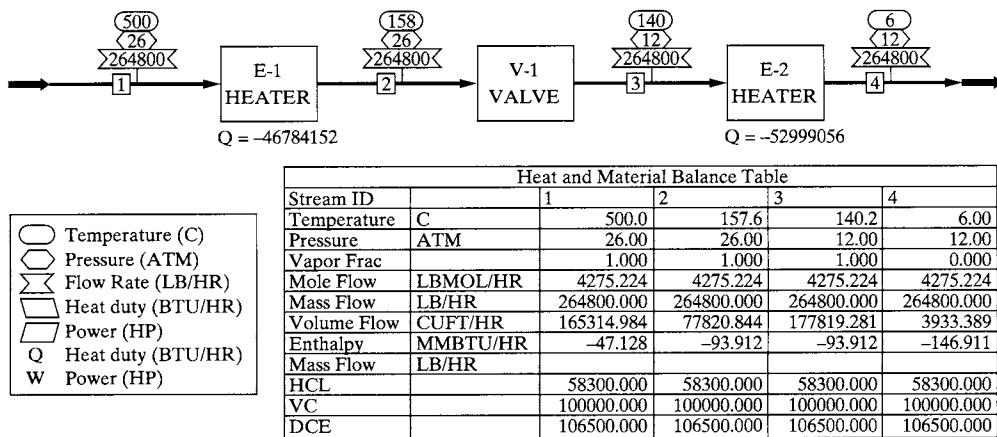 500 158 140 6
26 26 12 12
264800 264800 264800 264800
1 E-1 HEATER 2 V-1 VALVE 3 E-2 HEATER 4
Q = –46784152 Q = –52999056
Temperature (C)
Pressure (ATM)
Flow Rate (LB/HR)
Heat duty (BTU/HR)
Power (HP)
Q Heat duty (BTU/HR)
W Power (HP)
Heat and Material Balance Table
Stream ID 1 2 3 4
Temperature C 500.0 157.6 140.2 6.00
Pressure ATM 26.00 26.00 12.00 12.00
Vapor Frac 1.000 1.000 1.000 0.000
Mole Flow LBMOL/HR 4275.224 4275.224 4275.224 4275.224
Mass Flow LB/HR 264800.000 264800.000 264800.000 264800.000
Volume Flow CUFT/HR 165314.984 77820.844 177819.281 3933.389
Enthalpy MMBTU/HR –47.128 –93.912 –93.912 –146.911
Mass Flow LB/HR
HCL 58300.000 58300.000 58300.000 58300.000
VC 100000.000 100000.000 100000.000 100000.000
DCE 106500.000 106500.000 106500.000 106500.000